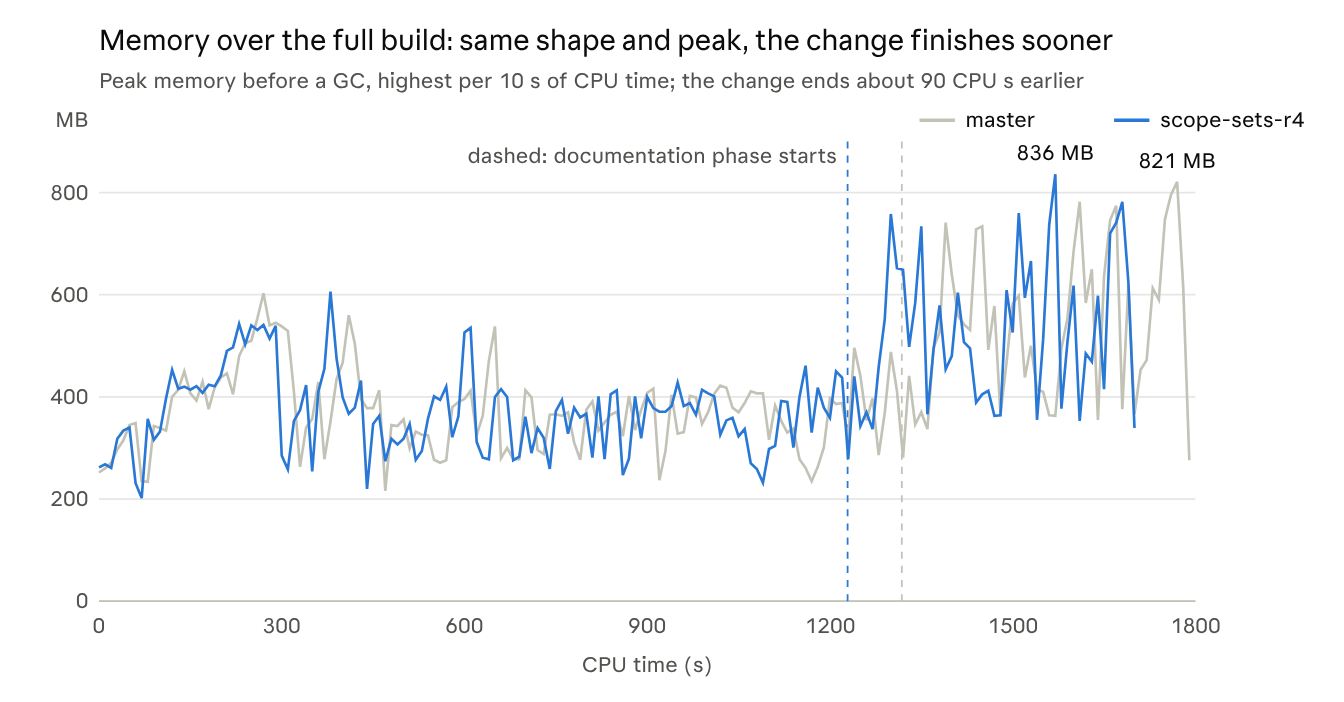 Memory over the full build: same shape and peak, the change finishes sooner
Peak memory before a GC, highest per 10 s of CPU time; the change ends about 90 CPU s earlier
MB
master
scope-sets-r4
dashed: documentation phase starts
836 MB
821 MB
800
600
400
200
0
0
300
600
900
1200
1500
1800
CPU time (s)